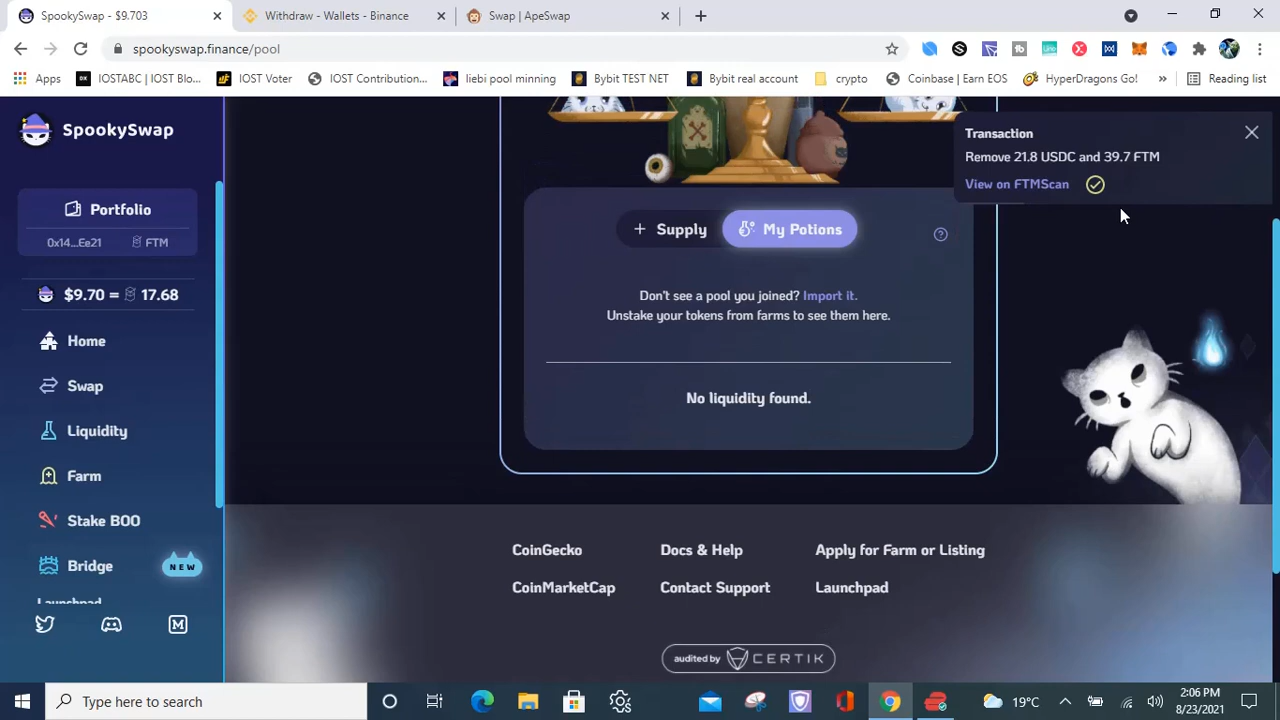 SpookySwap - $9.703
Withdraw - Wallets - Binance
Swap | ApeSwap
spookyswap.finance/pool
Apps
IOSTABC | IOST Blo...
IOST Voter
IOST Contribution...
liebi pool minning
Bybit TEST NET
Bybit real account
crypto
Coinbase | Earn EOS
HyperDragons Go!
»
Reading list
SpookySwap
Portfolio
0x14...Ee21
FTM
$9.70 = 17.68
Home
Swap
Liquidity
Farm
Stake BOO
Bridge
NEW
Launchpad
Transaction
Remove 21.8 USDC and 39.7 FTM
View on FTMScan
+ Supply
My Potions
Don't see a pool you joined? Import it.
Unstake your tokens from farms to see them here.
No liquidity found.
CoinGecko
Docs & Help
Apply for Farm or Listing
CoinMarketCap
Contact Support
Launchpad
audited by CERTIK
Type here to search
19°C
2:06 PM
8/23/2021